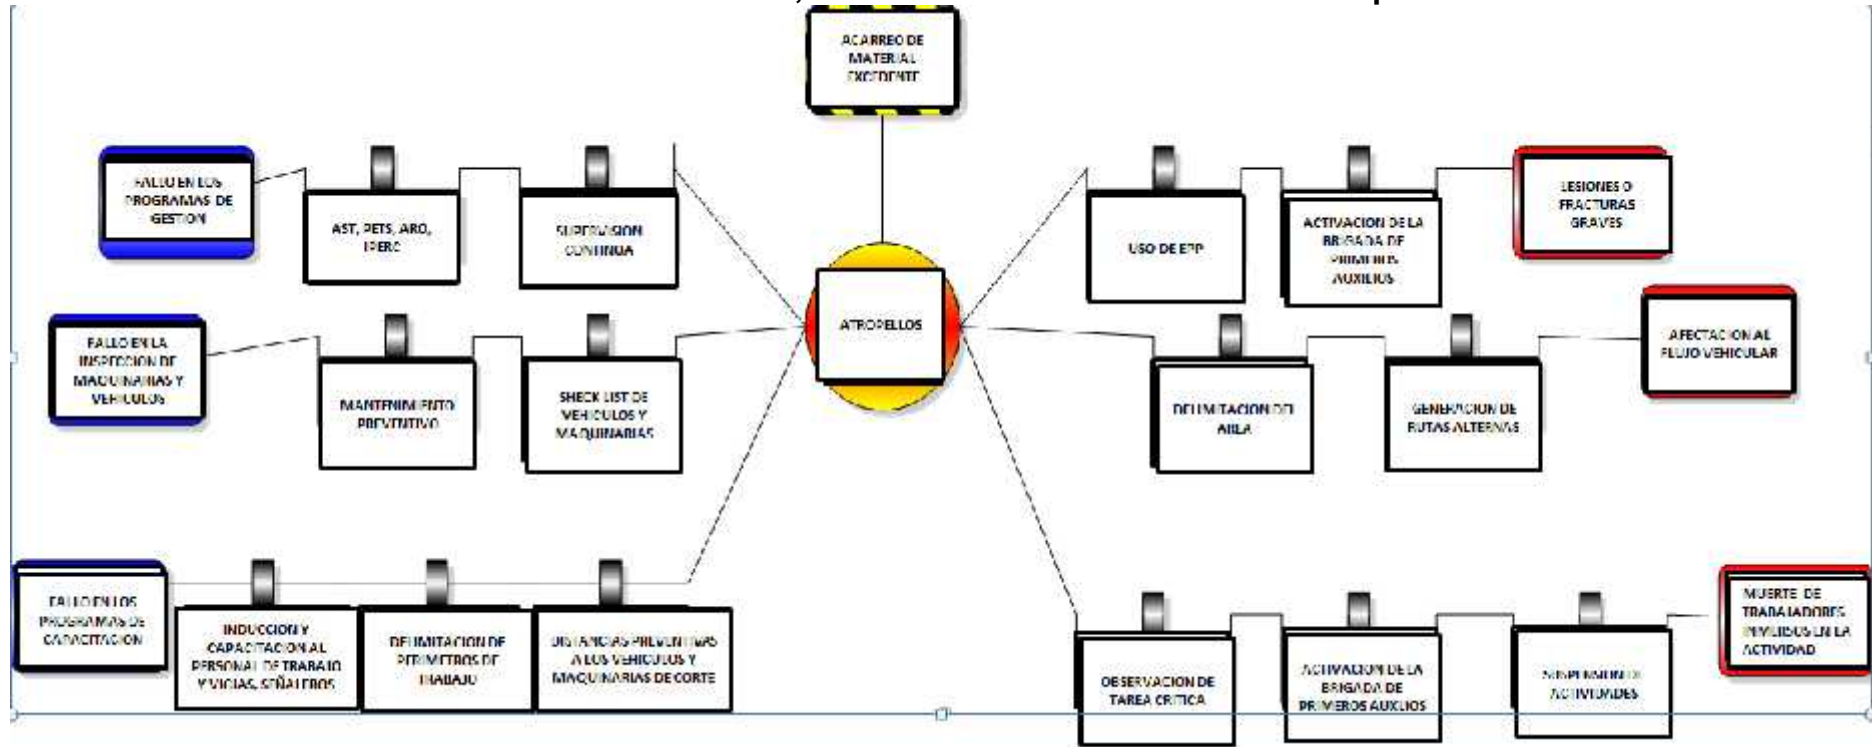 ACARREO DE
MATERIAL
EXCEDENTE
FALLO EN LOS
PROGRAMAS DE
GESTION
AST, PETS, ARO,
IPERC
SUPERVISION
CONTINUA
USO DE EPP
ACTIVACION DE LA
BRIGADA DE
PRIMEROS
AUXILIOS
LESIONES O
FRACTURAS
GRAVES
FALLO EN LA
INSPECCION DE
MAQUINARIAS Y
VEHICULOS
MANTENIMIENTO
PREVENTIVO
SHECK LIST DE
VEHICULOS Y
MAQUINARIAS
ATROPELLOS
DELIMITACION DEL
AREA
GENERACION DE
RUTAS ALTERNAS
AFECTACION AL
FLUJO VEHICULAR
FALLO EN LOS
PROGRAMAS DE
CAPACITACION
INDUCCION Y
CAPACITACION AL
PERSONAL DE TRABAJO
Y VIGIAS, SEÑALEROS
DELIMITACION DE
PERIMETROS DE
TRABAJO
DISTANCIAS PREVENTIVAS
A LOS VEHICULOS Y
MAQUINARIAS DE CORTE
OBSERVACION DE
TAREA CRITICA
ACTIVACION DE LA
BRIGADA DE
PRIMEROS AUXLIOS
SUSPENSION DE
ACTIVIDADES
MUERTE DE
TRABAJADORES
INMERSOS EN LA
ACTIVIDAD